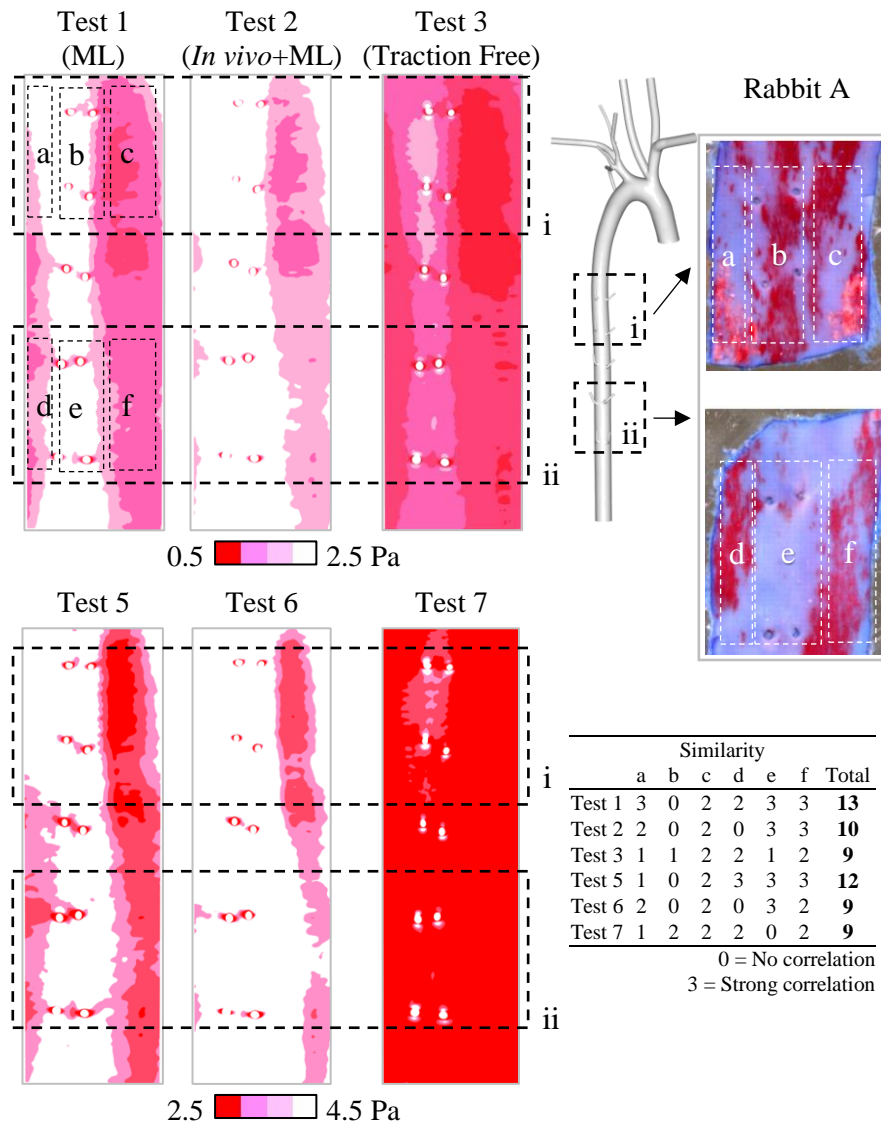 Test 1
(ML)
Test 2
(In vivo+ML)
Test 3
(Traction Free)
Rabbit A
a
b
c
i
d
e
f
ii
0.5
2.5 Pa
i
ii
a
b
c
d
e
f
Test 5
Test 6
Test 7
i
ii
2.5
4.5 Pa
Similarity
a b c d e f Total
Test 1 3 0 2 2 3 3 13
Test 2 2 0 2 0 3 3 10
Test 3 1 1 2 2 1 2 9
Test 5 1 0 2 3 3 3 12
Test 6 2 0 2 0 3 2 9
Test 7 1 2 2 2 0 2 9
0 = No correlation
3 = Strong correlation